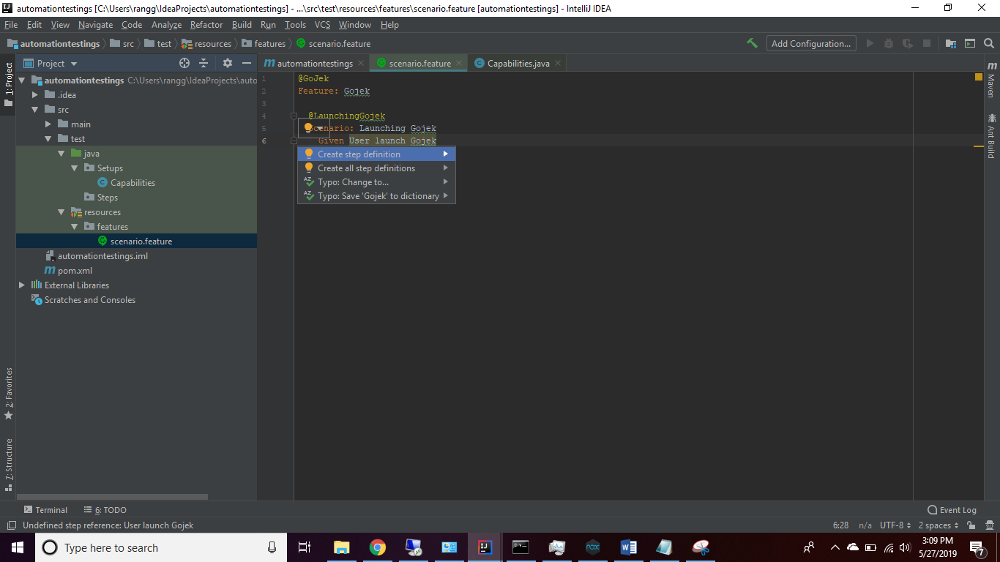 automationtestings [C:\Users\rangg\IdeaProjects\automationtestings] - ...\src\test\resources\features\scenario.feature [automationtestings] - IntelliJ IDEA
File Edit View Navigate Code Analyze Refactor Build Run Tools VCS Window Help
automationtestings src test resources features scenario.feature Add Configuration...
1: Project
Project
automationtestings C:\Users\rangg\IdeaProjects\auto
.idea
src
main
test
java
Setups
Capabilities
Steps
resources
features
scenario.feature
automationtestings.iml
pom.xml
External Libraries
Scratches and Consoles
2: Favorites
7: Structure
automationtestings scenario.feature Capabilities.java
1 @GoJek
2 Feature: Gojek
3
4 @LaunchingGojek
5 Scenario: Launching Gojek
6 Given User launch Gojek
Create step definition
Create all step definitions
Typo: Change to...
Typo: Save 'Gojek' to dictionary
Maven
Ant Build
Terminal 6: TODO Event Log
Undefined step reference: User launch Gojek 6:28 n/a UTF-8 2 spaces
Type here to search
3:09 PM
5/27/2019
7